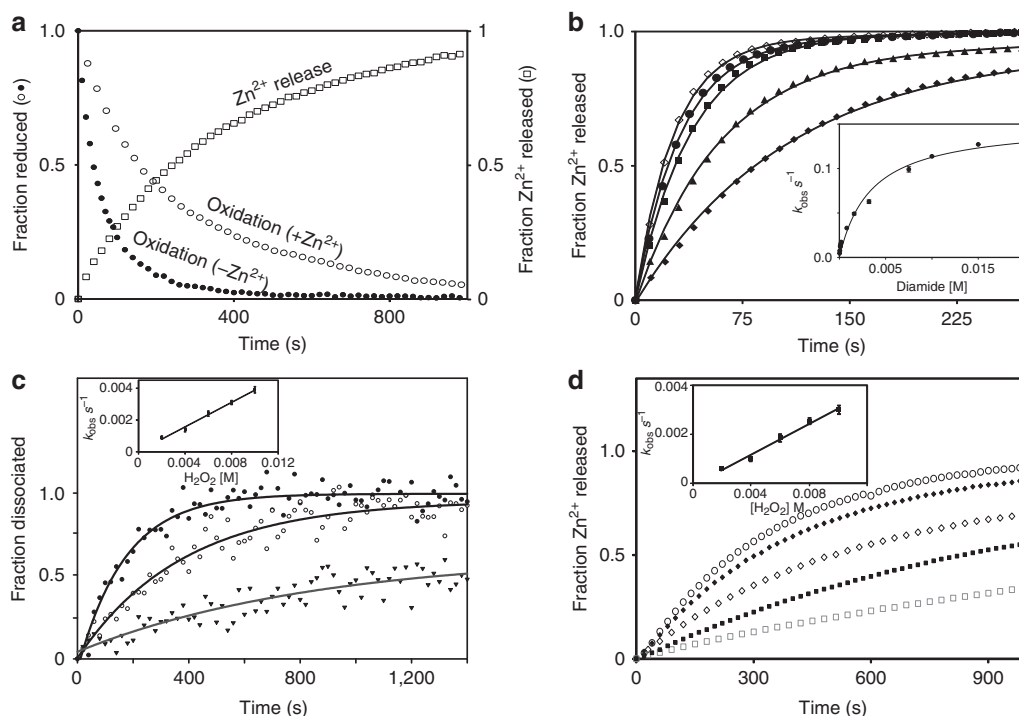 a
Fraction reduced (○●)
1.0
0.5
0
Zn2+ release
Oxidation (+Zn2+)
Oxidation (–Zn2+)
1
0.5
0
Fraction Zn2+ released (□)
0
400
800
Time (s)
b
Fraction Zn2+ released
1.0
0.5
0
kobs s–1
0.1
0.0
0.005
0.015
Diamide [M]
0
75
150
225
Time (s)
c
Fraction dissociated
1.0
0.5
0
kobs s–1
0.004
0.002
0.004
0.008
0.012
H2O2 [M]
0
400
800
1,200
Time (s)
d
Fraction Zn2+ released
1.0
0.5
0
kobs s–1
0.004
0.002
0
0.004
0.008
[H2O2] M
0
300
600
900
Time (s)